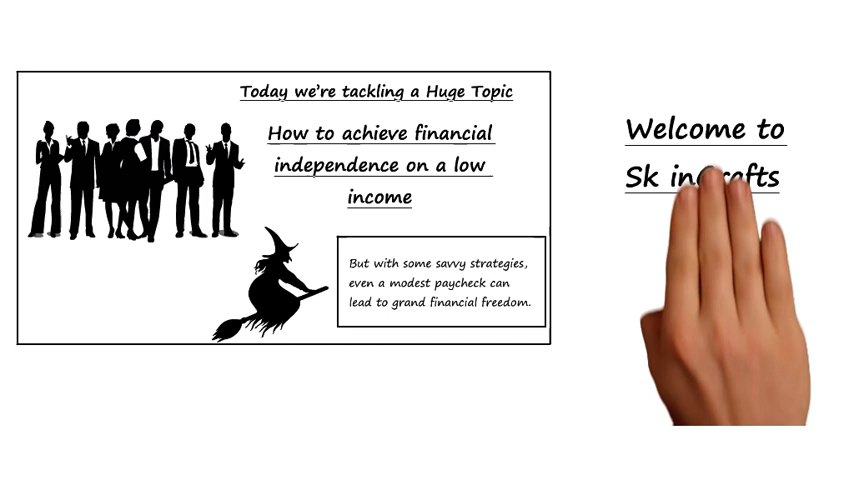 Today we're tackling a Huge Topic
How to achieve financial
independence on a low
income
But with some savvy strategies,
even a modest paycheck can
lead to grand financial freedom.
Welcome to
Sk